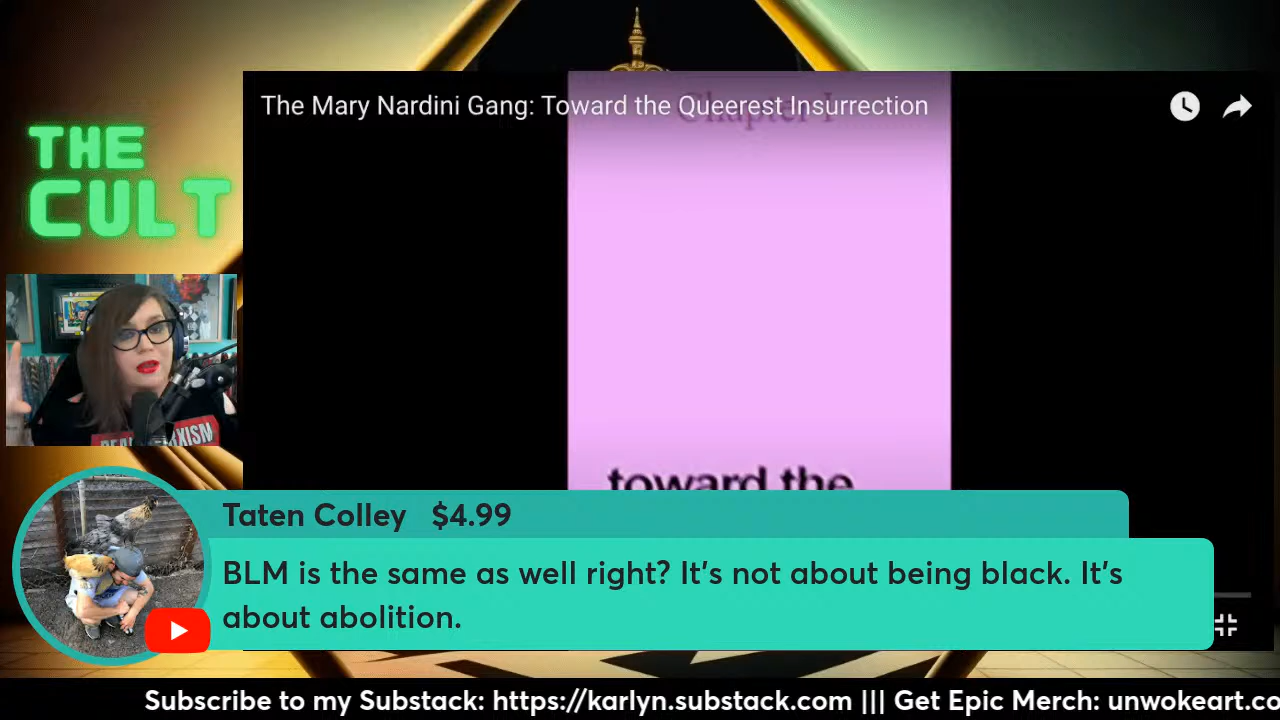 The Mary Nardini Gang: Toward the Queerest Insurrection
Chapter I
THE
CULT
toward the
Taten Colley $4.99
BLM is the same as well right? It's not about being black. It's
about abolition.
Subscribe to my Substack: https://karlyn.substack.com ||| Get Epic Merch: unwokeart.co